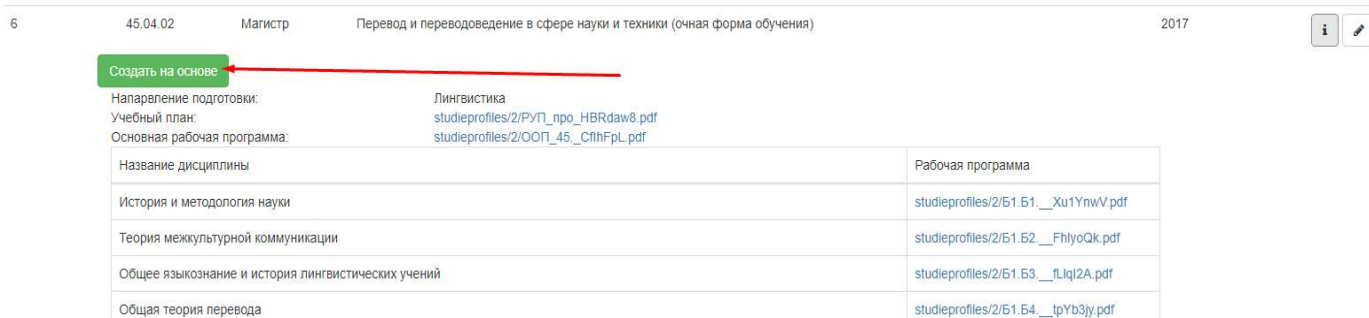 6 45.04.02 Магистр Перевод и переводоведение в сфере науки и техники (очная форма обучения) 2017 i
Создать на основе
Напарвление подготовки: Лингвистика
Учебный план: studieprofiles/2/РУП_про_HBRdaw8.pdf
Основная рабочая программа: studieprofiles/2/ООП_45._CflhFpL.pdf
Название дисциплины Рабочая программа
История и методология науки studieprofiles/2/Б1.Б1.__Xu1YnwV.pdf
Теория межкультурной коммуникации studieprofiles/2/Б1.Б2.__FhlyoQk.pdf
Общее языкознание и история лингвистических учений studieprofiles/2/Б1.Б3.__fLlqI2A.pdf
Общая теория перевода studieprofiles/2/Б1.Б4.__tpYb3jy.pdf